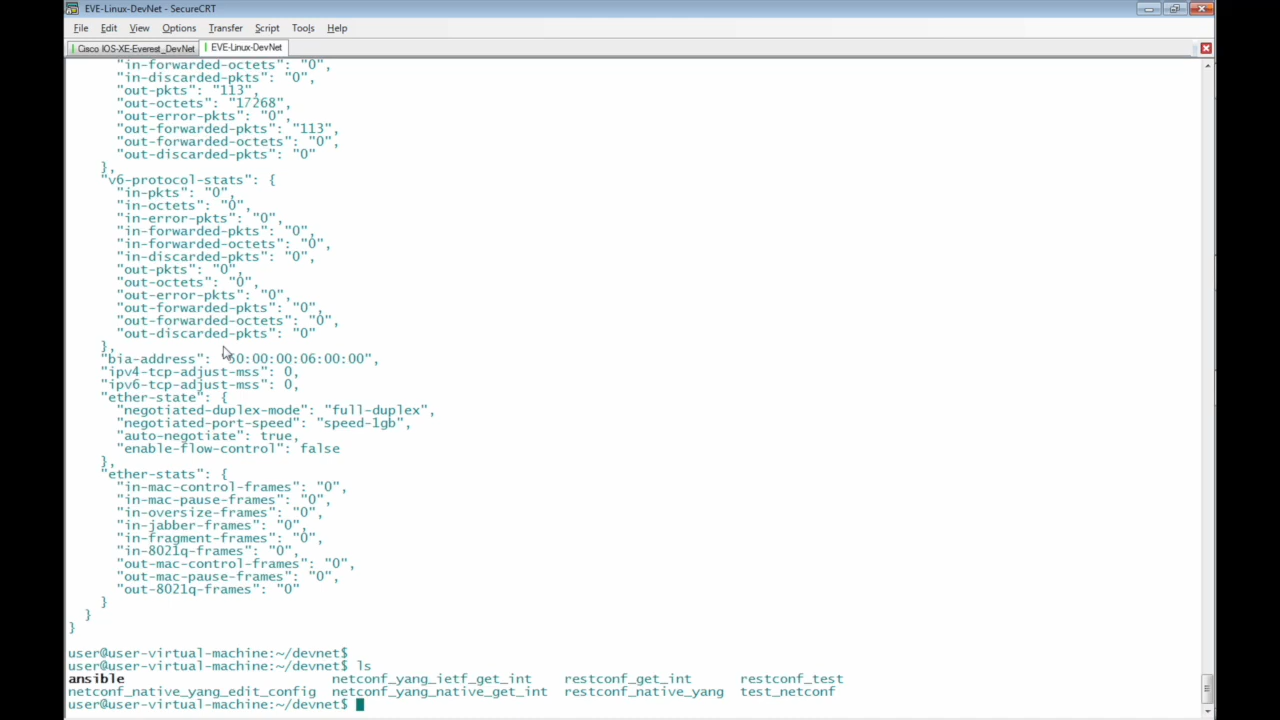 EVE-Linux-DevNet - SecureCRT
File Edit View Options Transfer Script Tools Help
Cisco IOS-XE-Everest_DevNet EVE-Linux-DevNet
"in-forwarded-octets": "0",
"in-discarded-pkts": "0",
"out-pkts": "113",
"out-octets": "17268",
"out-error-pkts": "0",
"out-forwarded-pkts": "113",
"out-forwarded-octets": "0",
"out-discarded-pkts": "0"
},
"v6-protocol-stats": {
"in-pkts": "0",
"in-octets": "0",
"in-error-pkts": "0",
"in-forwarded-pkts": "0",
"in-forwarded-octets": "0",
"in-discarded-pkts": "0",
"out-pkts": "0",
"out-octets": "0",
"out-error-pkts": "0",
"out-forwarded-pkts": "0",
"out-forwarded-octets": "0",
"out-discarded-pkts": "0"
},
"bia-address": "50:00:00:06:00:00",
"ipv4-tcp-adjust-mss": 0,
"ipv6-tcp-adjust-mss": 0,
"ether-state": {
"negotiated-duplex-mode": "full-duplex",
"negotiated-port-speed": "speed-1gb",
"auto-negotiate": true,
"enable-flow-control": false
},
"ether-stats": {
"in-mac-control-frames": "0",
"in-mac-pause-frames": "0",
"in-oversize-frames": "0",
"in-jabber-frames": "0",
"in-fragment-frames": "0",
"in-8021q-frames": "0",
"out-mac-control-frames": "0",
"out-mac-pause-frames": "0",
"out-8021q-frames": "0"
}
}
}
user@user-virtual-machine:~/devnet$
user@user-virtual-machine:~/devnet$ ls
ansible netconf_yang_ietf_get_int restconf_get_int restconf_test
netconf_native_yang_edit_config netconf_yang_native_get_int restconf_native_yang test_netconf
user@user-virtual-machine:~/devnet$